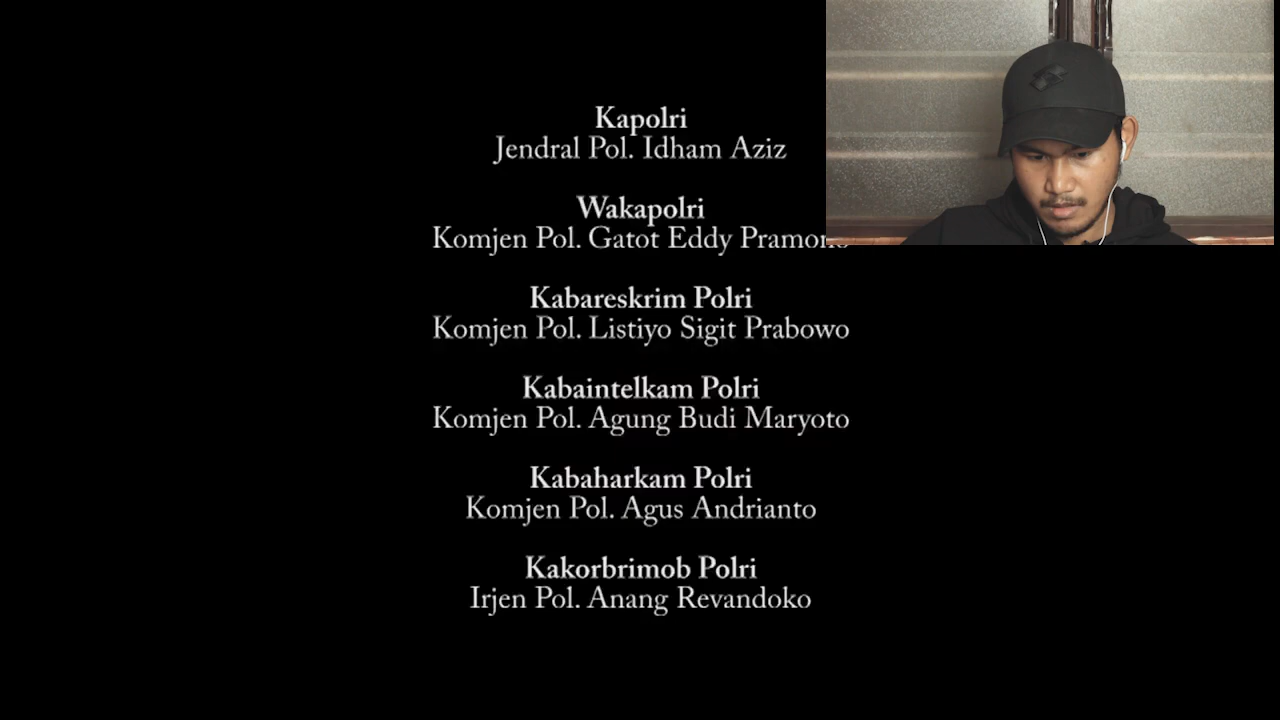 Kapolri
Jendral Pol. Idham Aziz
Wakapolri
Komjen Pol. Gatot Eddy Pramono
Kabareskrim Polri
Komjen Pol. Listiyo Sigit Prabowo
Kabaintelkam Polri
Komjen Pol. Agung Budi Maryoto
Kabaharkam Polri
Komjen Pol. Agus Andrianto
Kakorbrimob Polri
Irjen Pol. Anang Revandoko